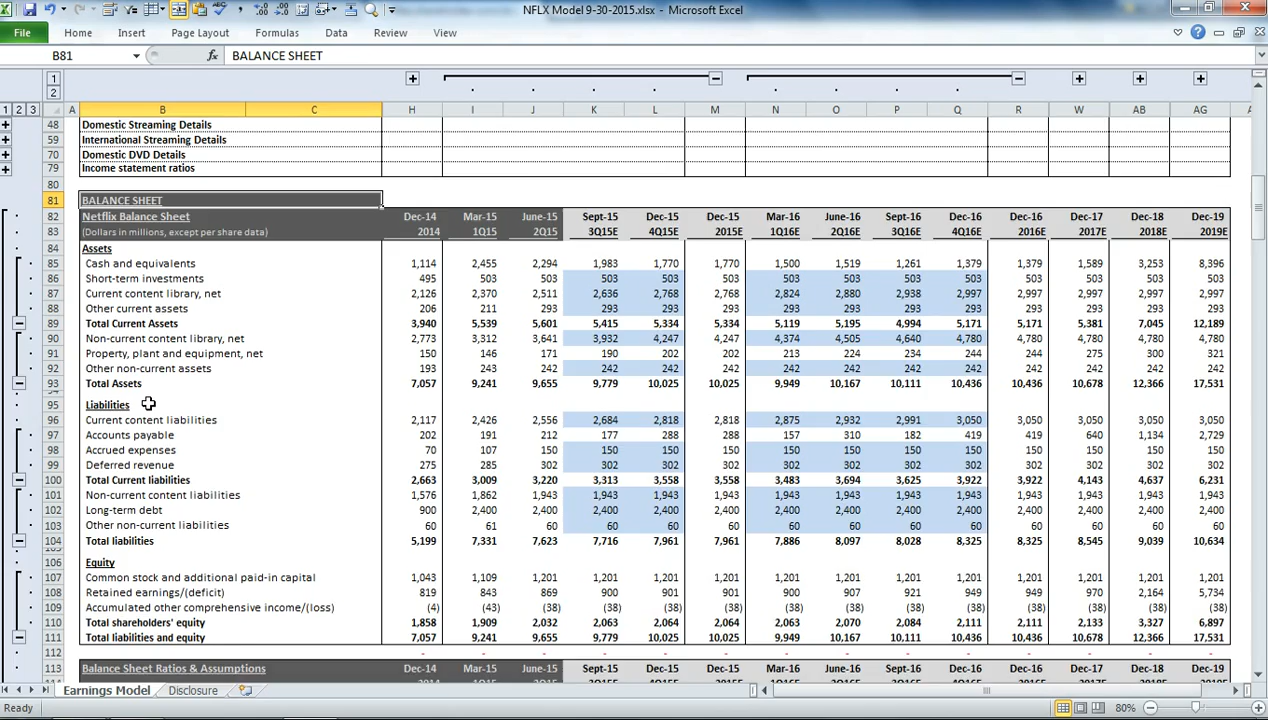 NFLX Model 9-30-2015.xlsx - Microsoft Excel
File Home Insert Page Layout Formulas Data Review View
B81 fx BALANCE SHEET
1
2
1 2 3 A B C H I J K L M N O P Q R W AB AG
48 Domestic Streaming Details
59 International Streaming Details
70 Domestic DVD Details
79 Income statement ratios
80
81 BALANCE SHEET
82 Netflix Balance Sheet Dec-14 Mar-15 June-15 Sept-15 Dec-15 Dec-15 Mar-16 June-16 Sept-16 Dec-16 Dec-16 Dec-17 Dec-18 Dec-19
83 (Dollars in millions, except per share data) 2014 1Q15 2Q15 3Q15E 4Q15E 2015E 1Q16E 2Q16E 3Q16E 4Q16E 2016E 2017E 2018E 2019E
84 Assets
85 Cash and equivalents 1,114 2,455 2,294 1,983 1,770 1,770 1,500 1,519 1,261 1,379 1,379 1,589 3,253 8,396
86 Short-term investments 495 503 503 503 503 503 503 503 503 503 503 503 503 503
87 Current content library, net 2,126 2,370 2,511 2,636 2,768 2,768 2,824 2,880 2,938 2,997 2,997 2,997 2,997 2,997
88 Other current assets 206 211 293 293 293 293 293 293 293 293 293 293 293 293
89 Total Current Assets 3,940 5,539 5,601 5,415 5,334 5,334 5,119 5,195 4,994 5,171 5,171 5,381 7,045 12,189
90 Non-current content library, net 2,773 3,312 3,641 3,932 4,247 4,247 4,374 4,505 4,640 4,780 4,780 4,780 4,780 4,780
91 Property, plant and equipment, net 150 146 171 190 202 202 213 224 234 244 244 275 300 321
92 Other non-current assets 193 243 242 242 242 242 242 242 242 242 242 242 242 242
93 Total Assets 7,057 9,241 9,655 9,779 10,025 10,025 9,949 10,167 10,111 10,436 10,436 10,678 12,366 17,531
95 Liabilities
96 Current content liabilities 2,117 2,426 2,556 2,684 2,818 2,818 2,875 2,932 2,991 3,050 3,050 3,050 3,050 3,050
97 Accounts payable 202 191 212 177 288 288 157 310 182 419 419 640 1,134 2,729
98 Accrued expenses 70 107 150 150 150 150 150 150 150 150 150 150 150 150
99 Deferred revenue 275 285 302 302 302 302 302 302 302 302 302 302 302 302
100 Total Current liabilities 2,663 3,009 3,220 3,313 3,558 3,558 3,483 3,694 3,625 3,922 3,922 4,143 4,637 6,231
101 Non-current content liabilities 1,576 1,862 1,943 1,943 1,943 1,943 1,943 1,943 1,943 1,943 1,943 1,943 1,943 1,943
102 Long-term debt 900 2,400 2,400 2,400 2,400 2,400 2,400 2,400 2,400 2,400 2,400 2,400 2,400 2,400
103 Other non-current liabilities 60 61 60 60 60 60 60 60 60 60 60 60 60 60
104 Total liabilities 5,199 7,331 7,623 7,716 7,961 7,961 7,886 8,097 8,028 8,325 8,325 8,545 9,039 10,634
106 Equity
107 Common stock and additional paid-in capital 1,043 1,109 1,201 1,201 1,201 1,201 1,201 1,201 1,201 1,201 1,201 1,201 1,201 1,201
108 Retained earnings/(deficit) 819 843 869 900 901 901 900 907 921 949 949 970 2,164 5,734
109 Accumulated other comprehensive income/(loss) (4) (43) (38) (38) (38) (38) (38) (38) (38) (38) (38) (38) (38) (38)
110 Total shareholders' equity 1,858 1,909 2,032 2,063 2,064 2,064 2,063 2,070 2,084 2,111 2,111 2,133 3,327 6,897
111 Total liabilities and equity 7,057 9,241 9,655 9,779 10,025 10,025 9,949 10,167 10,111 10,436 10,436 10,678 12,366 17,531
112 - - - - - - - - - - - - - -
113 Balance Sheet Ratios & Assumptions Dec-14 Mar-15 June-15 Sept-15 Dec-15 Dec-15 Mar-16 June-16 Sept-16 Dec-16 Dec-16 Dec-17 Dec-18 Dec-19
Earnings Model Disclosure
Ready 80%